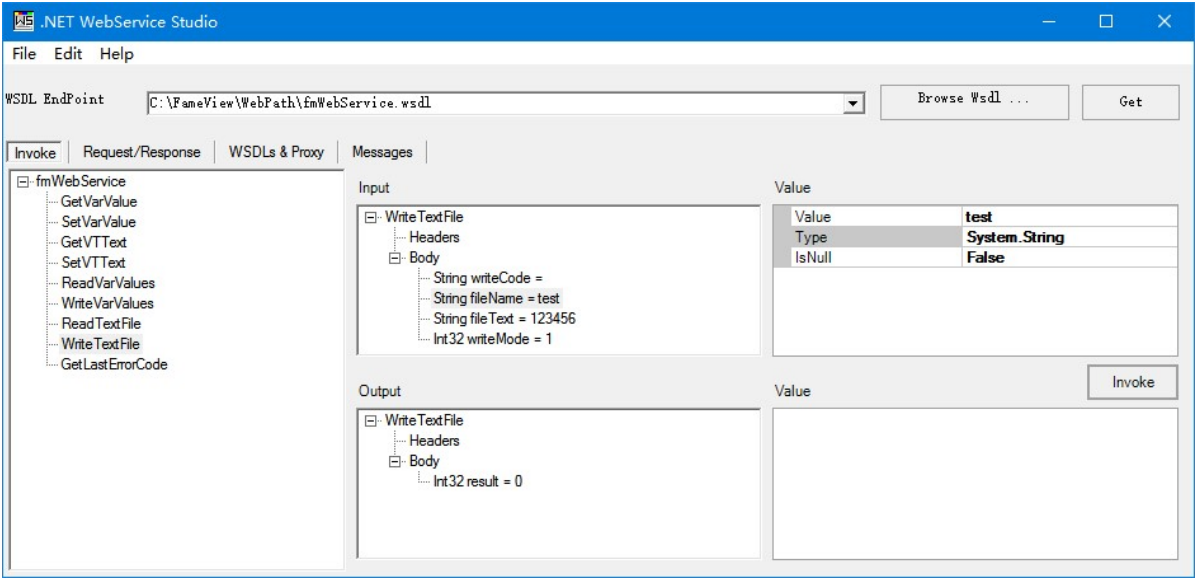 WS .NET WebService Studio
File Edit Help
WSDL EndPoint C:\FameView\WebPath\fmWebService.wsdl Browse Wsdl ... Get
Invoke Request/Response WSDLs & Proxy Messages
fmWebService
GetVarValue
SetVarValue
GetVTText
SetVTText
ReadVarValues
WriteVarValues
ReadTextFile
WriteTextFile
GetLastErrorCode
Input
WriteTextFile
Headers
Body
String writeCode =
String fileName = test
String fileText = 123456
Int32 writeMode = 1
Value
Value test
Type System.String
IsNull False
Invoke
Output
WriteTextFile
Headers
Body
Int32 result = 0
Value